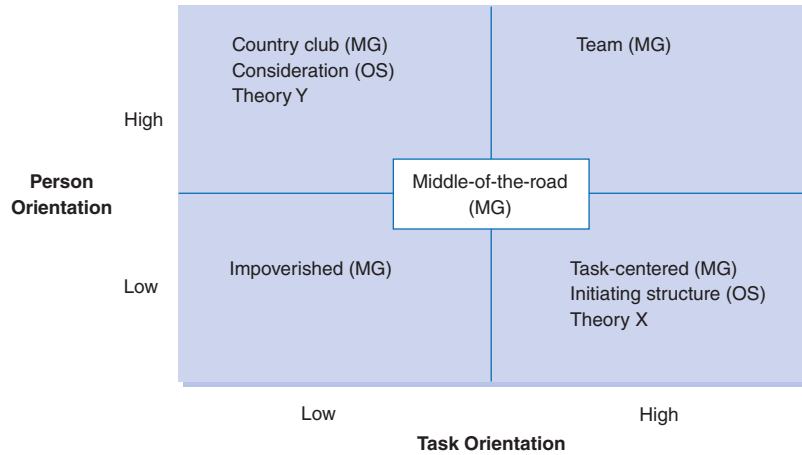 Country club (MG)
Consideration (OS)
Theory Y
Team (MG)
High
Person
Orientation
Middle-of-the-road
(MG)
Low
Impoverished (MG)
Task-centered (MG)
Initiating structure (OS)
Theory X
Low
High
Task Orientation